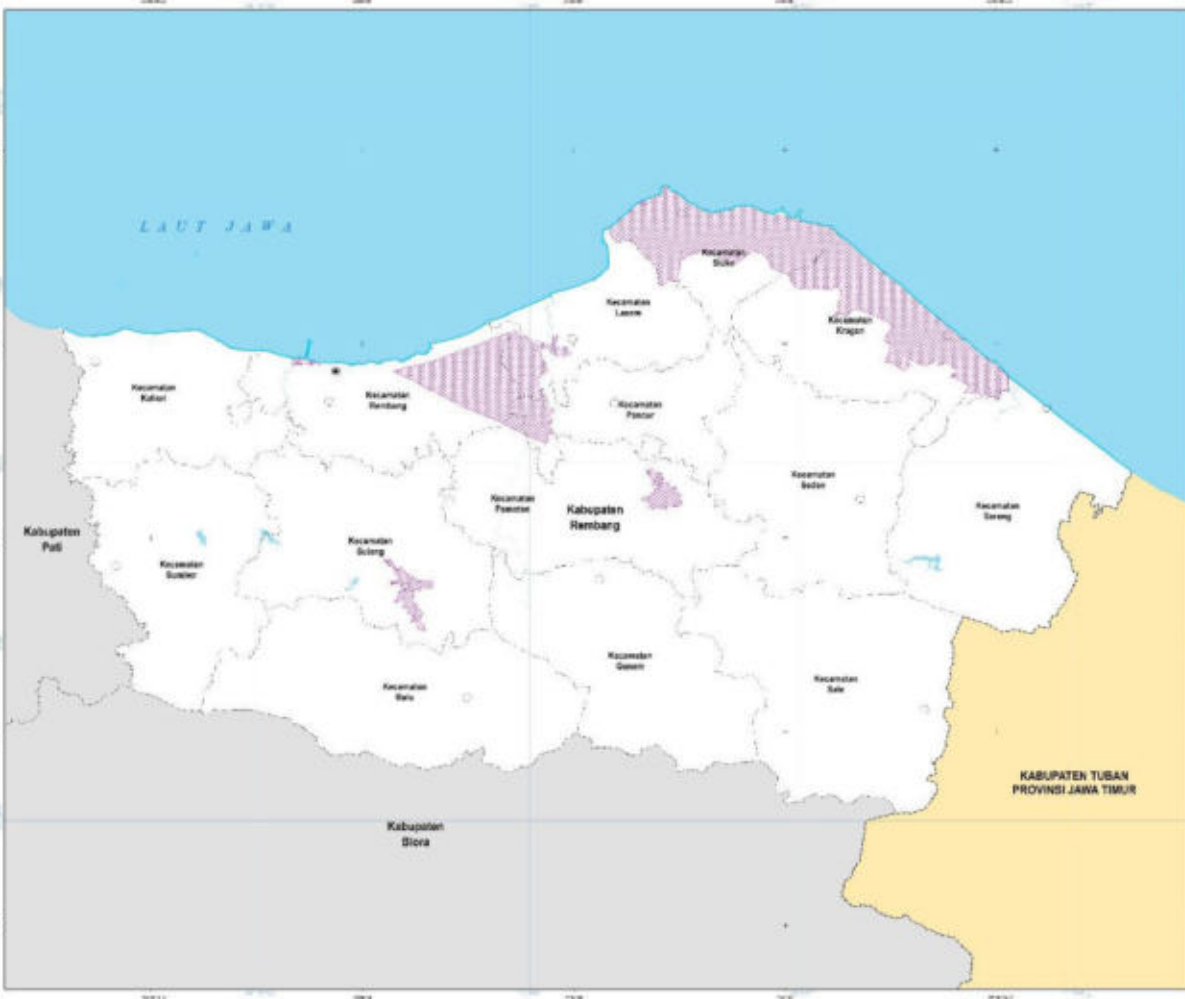 LAUT JAWA
Kecamatan
Sluke
Kecamatan
Lasem
Kecamatan
Kragan
Kecamatan
Kaliori
Kecamatan
Rembang
Kecamatan
Pancur
Kecamatan
Sedan
Kecamatan
Pamotan
Kabupaten
Rembang
Kecamatan
Sarang
Kabupaten
Pati
Kecamatan
Sulang
Kecamatan
Sumber
Kecamatan
Gunem
Kecamatan
Sale
Kecamatan
KABUPATEN TUBAN
PROVINSI JAWA TIMUR
Kabupaten
Blora